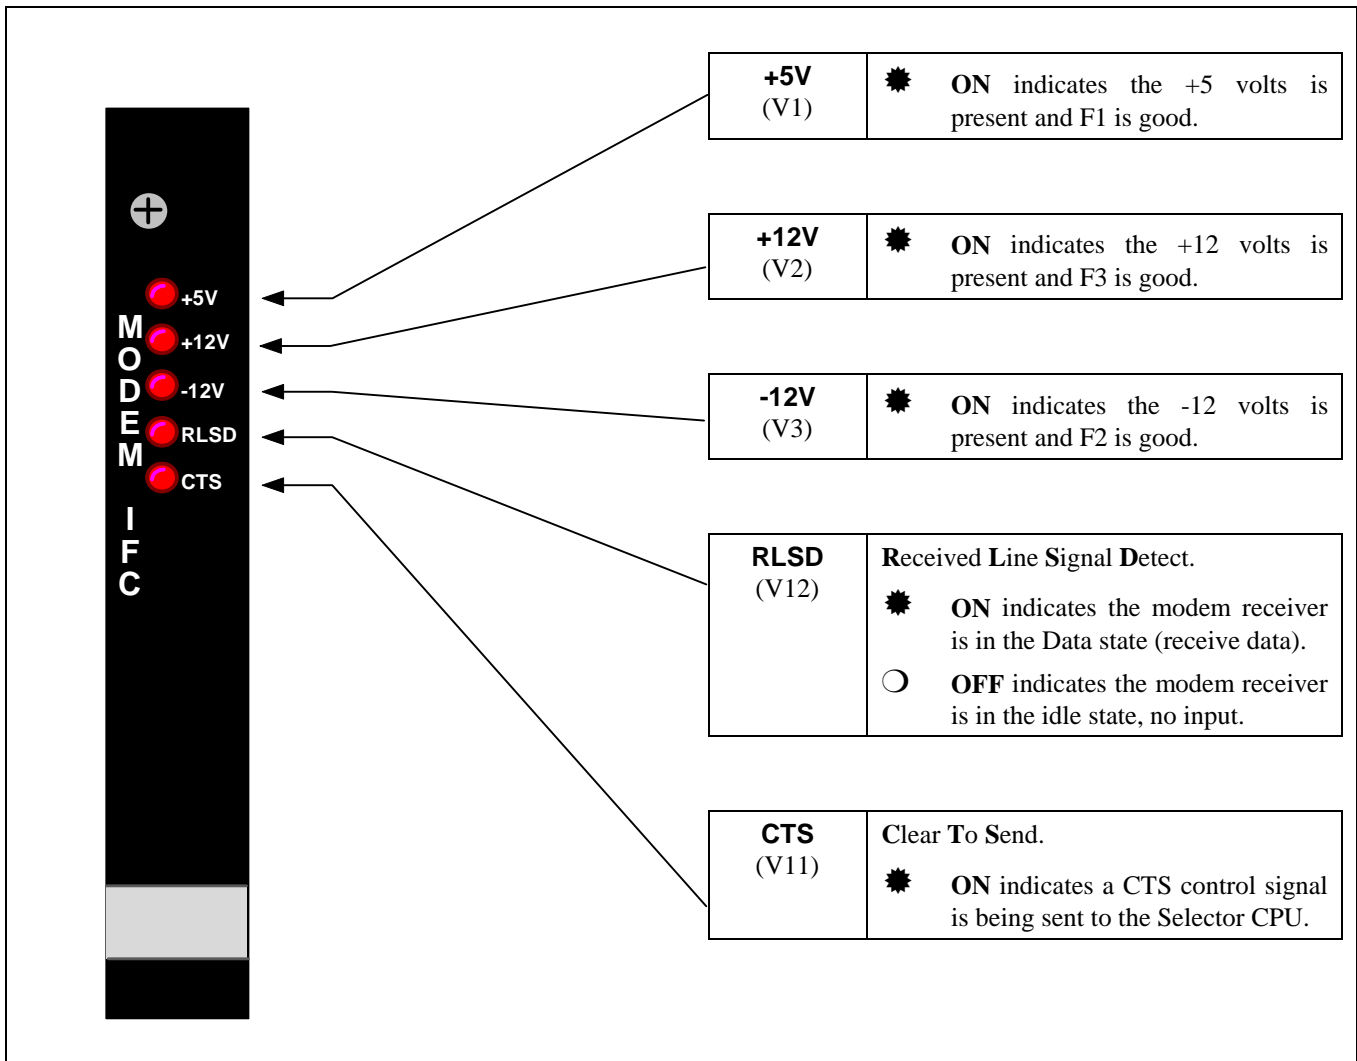 +5V
+12V
-12V
RLSD
CTS
MODEM
IFC
+5V
(V1)
ON indicates the +5 volts is
present and F1 is good.
+12V
(V2)
ON indicates the +12 volts is
present and F3 is good.
-12V
(V3)
ON indicates the -12 volts is
present and F2 is good.
RLSD
(V12)
Received Line Signal Detect.
ON indicates the modem receiver
is in the Data state (receive data).
OFF indicates the modem receiver
is in the idle state, no input.
CTS
(V11)
Clear To Send.
ON indicates a CTS control signal
is being sent to the Selector CPU.